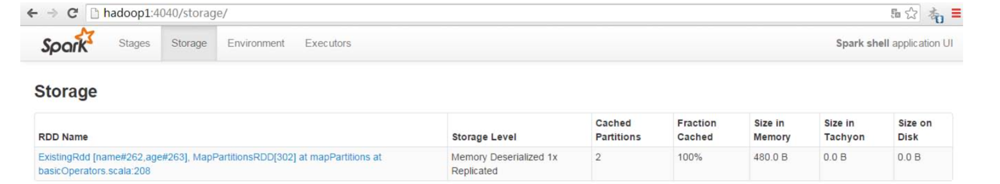 hadoop1:4040/storage/
Spark Stages Storage Environment Executors Spark shell application UI
Storage
RDD Name Storage Level Cached Partitions Fraction Cached Size in Memory Size in Tachyon Size on Disk
ExistingRdd [name#262,age#263], MapPartitionsRDD[302] at mapPartitions at
basicOperators.scala:208
Memory Deserialized 1x
Replicated
2 100% 480.0 B 0.0 B 0.0 B